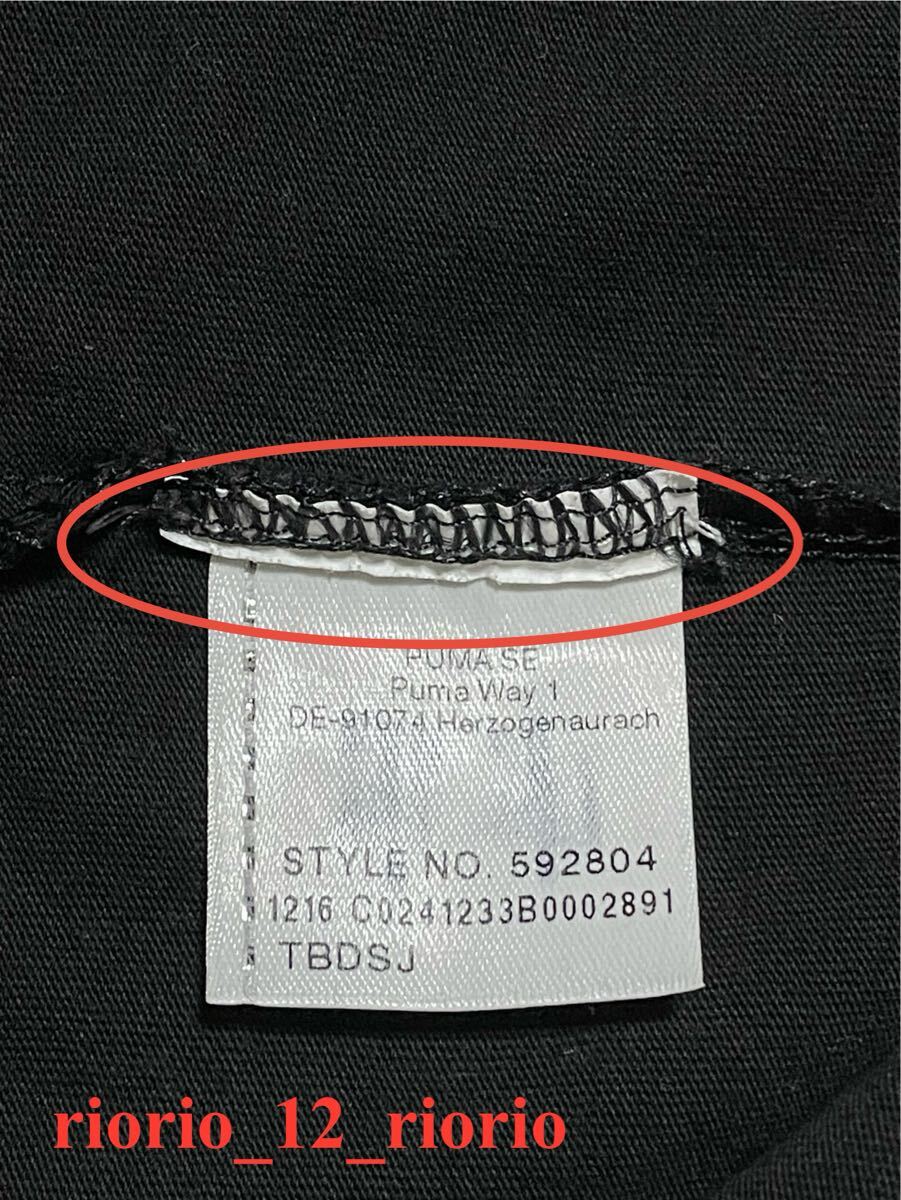 PUMA SE
Puma Way 1
DE-91074 Herzogenaurach
STYLE NO. 592804
1216 C0241233B0002891
TBDSJ
riorio_12_riorio